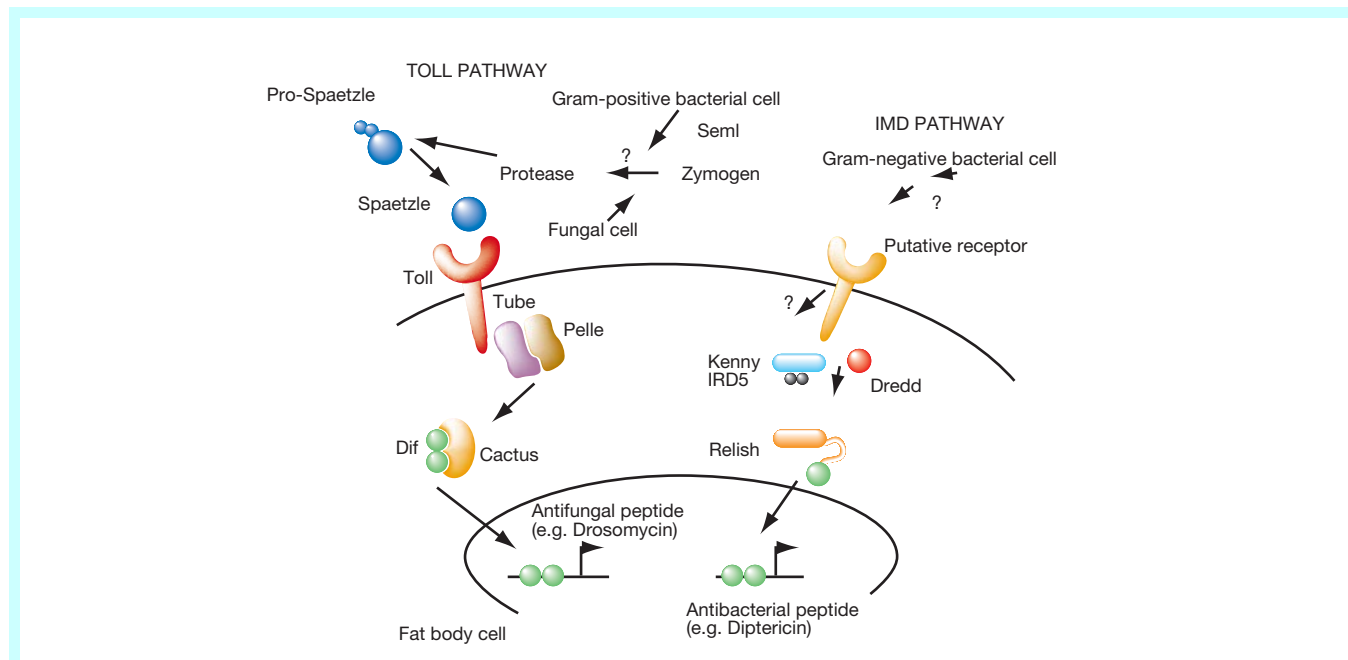 TOLL PATHWAY
Pro-Spaetzle
Gram-positive bacterial cell
Seml
?
Protease
Zymogen
Spaetzle
Fungal cell
Toll
Tube
Pelle
Dif
Cactus
IMD PATHWAY
Gram-negative bacterial cell
?
Putative receptor
?
Kenny
IRD5
Dredd
Relish
Antifungal peptide
(e.g. Drosomycin)
Antibacterial peptide
(e.g. Diptericin)
Fat body cell